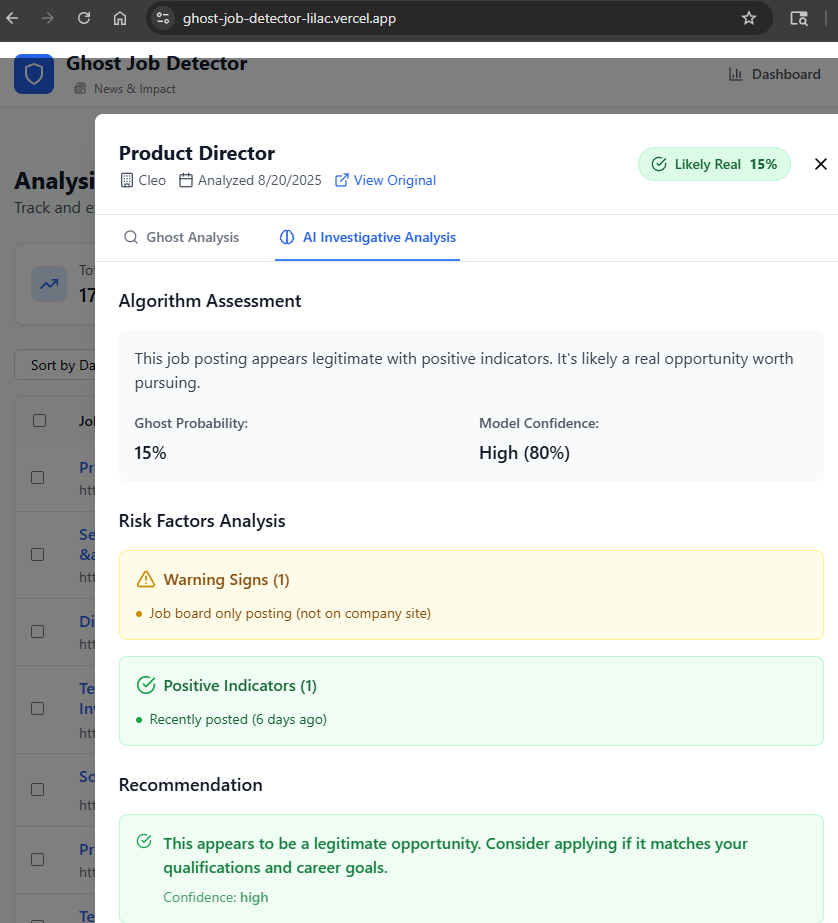 ghost-job-detector-lilac.vercel.app
Ghost Job Detector
News & Impact
Dashboard
Product Director
Likely Real 15%
Cleo Analyzed 8/20/2025 View Original
Analysi
Track and e
Ghost Analysis AI Investigative Analysis
To
17
Algorithm Assessment
This job posting appears legitimate with positive indicators. It's likely a real opportunity worth
pursuing.
Sort by Da
Ghost Probability: Model Confidence:
15% High (80%)
Jol
Pr
htt
Risk Factors Analysis
Se
&a
htt
Warning Signs (1)
Job board only posting (not on company site)
Di
htt
Positive Indicators (1)
Recently posted (6 days ago)
Te
Inv
htt
Recommendation
So
htt
This appears to be a legitimate opportunity. Consider applying if it matches your
qualifications and career goals.
Confidence: high
Pr
htt
Te